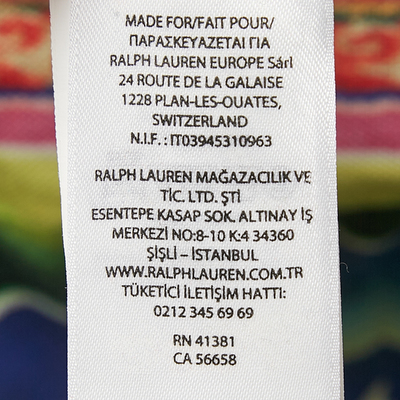 MADE FOR/FAIT POUR/
ΠΑΡΑΣΚΕΥΑΖΕΤΑΙ ΓΙΑ
RALPH LAUREN EUROPE Sárl
24 ROUTE DE LA GALAISE
1228 PLAN-LES-OUATES,
SWITZERLAND
N.I.F. : IT03945310963
RALPH LAUREN MAĞAZACILIK VE
TİC. LTD. ŞTİ
ESENTEPE KASAP SOK. ALTINAY İŞ
MERKEZİ NO:8-10 K:4 34360
ŞİŞLİ – İSTANBUL
WWW.RALPHLAUREN.COM.TR
TÜKETİCİ İLETİŞİM HATTI:
0212 345 69 69
RN 41381
CA 56658